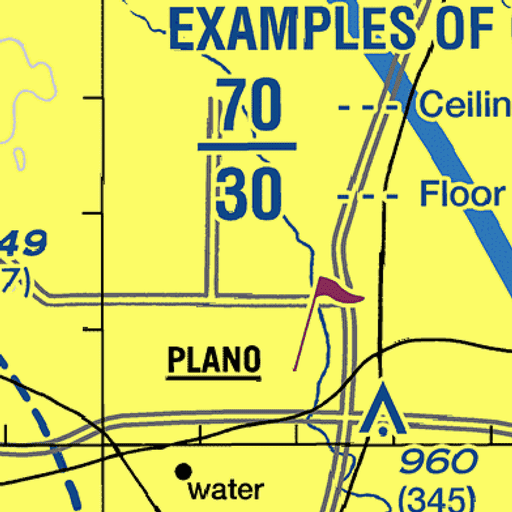 EXAMPLES OF
70
30
Ceilin
Floor
49
7)
PLANO
960
(345)
water